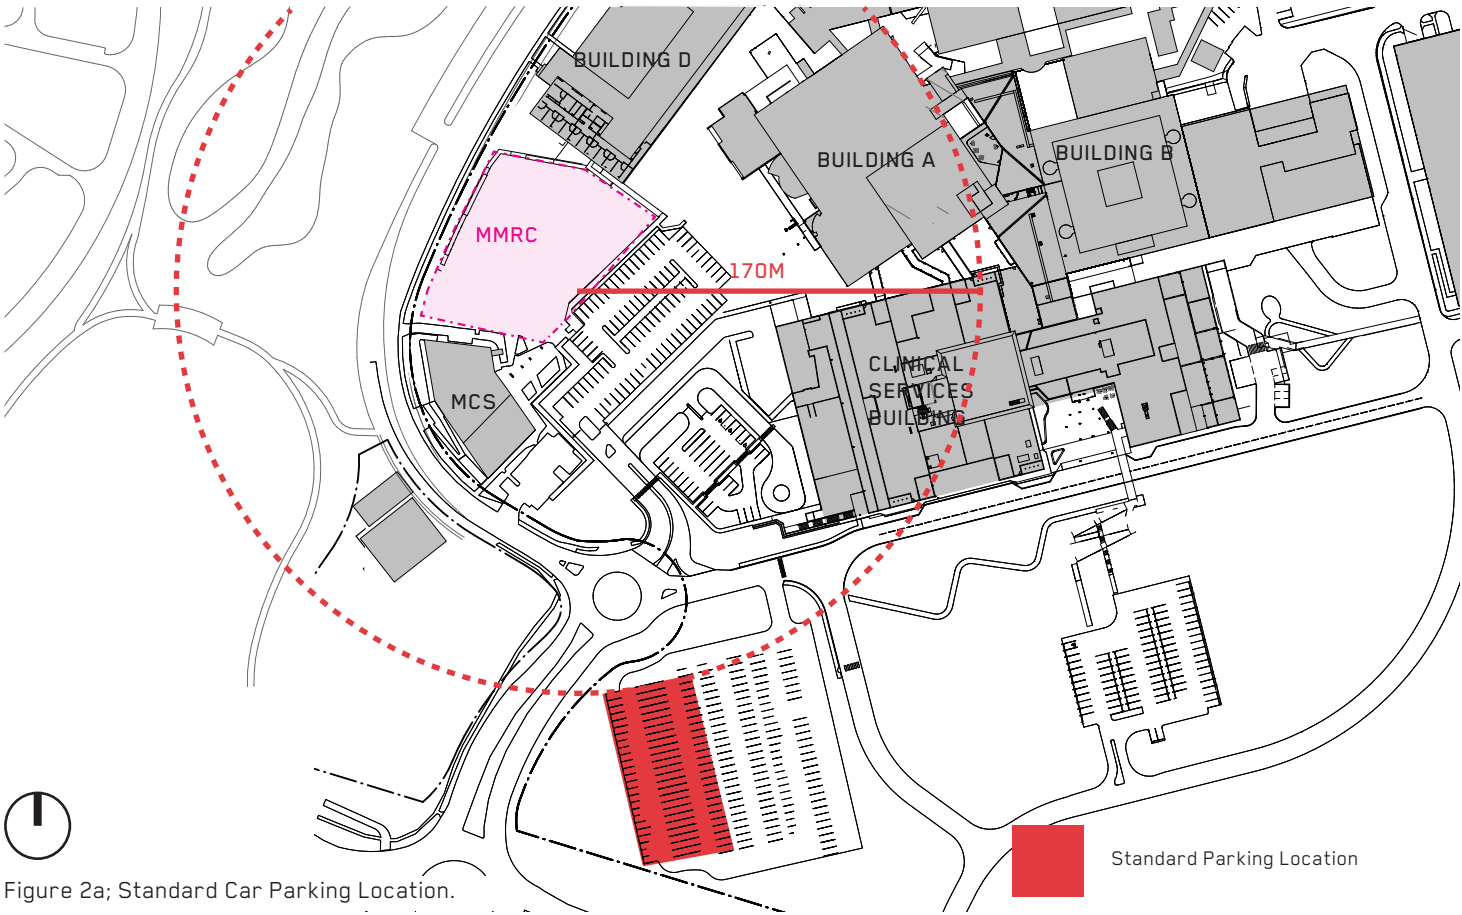 BUILDING D
BUILDING A
BUILDING B
MMRC
170M
CLINICAL
SERVICES
BUILDING
MCS
Standard Parking Location
Figure 2a; Standard Car Parking Location.